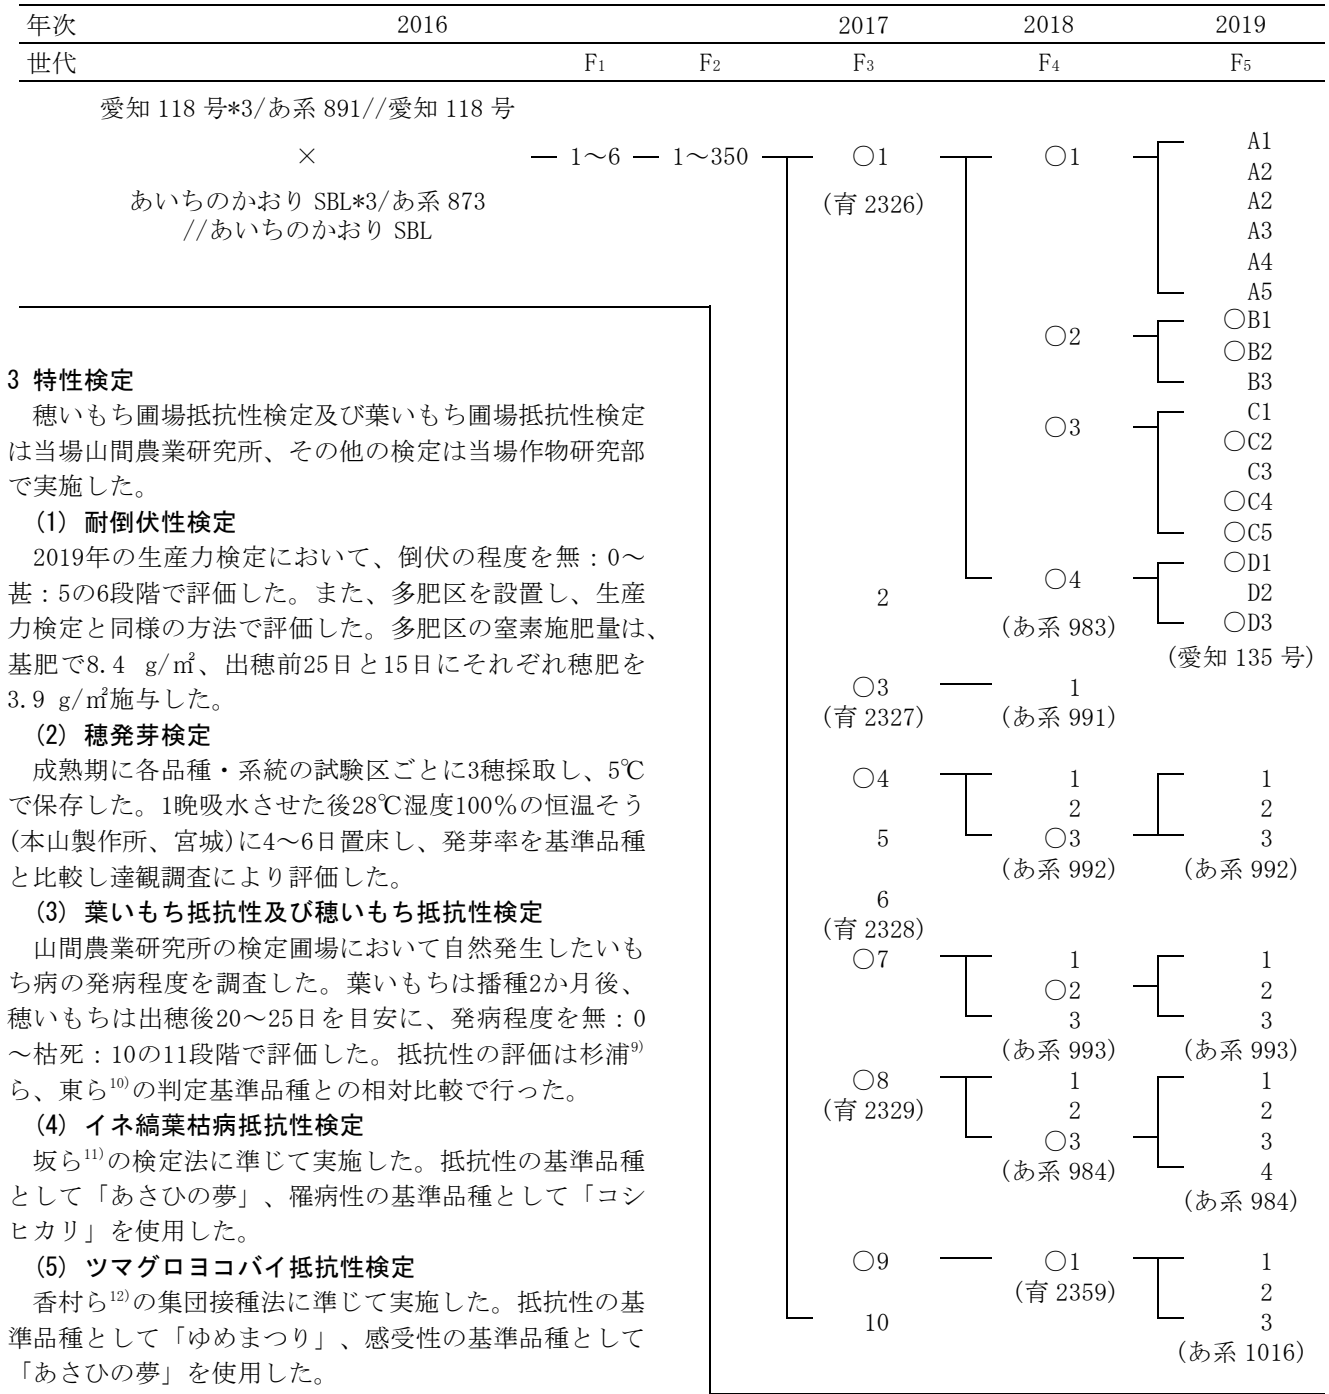 年次 2016 2017 2018 2019
世代 F1 F2 F3 F4 F5
愛知 118 号*3/あ系 891//愛知 118 号
×
あいちのかおり SBL*3/あ系 873
//あいちのかおり SBL
1～6 1～350
○1
(育 2326)
2
○3
(育 2327)
○4
5
6
(育 2328)
○7
○8
(育 2329)
○9
10
○1
○2
○3
○4
(あ系 983)
1
(あ系 991)
1
2
○3
(あ系 992)
1
○2
3
(あ系 993)
1
2
○3
(あ系 984)
○1
(育 2359)
A1
A2
A2
A3
A4
A5
○B1
○B2
B3
C1
○C2
C3
○C4
○C5
○D1
D2
○D3
(愛知 135 号)
1
2
3
(あ系 992)
1
2
3
(あ系 993)
1
2
3
4
(あ系 984)
1
2
3
(あ系 1016)
3 特性検定
穂いもち圃場抵抗性検定及び葉いもち圃場抵抗性検定
は当場山間農業研究所、その他の検定は当場作物研究部
で実施した。
(1) 耐倒伏性検定
2019年の生産力検定において、倒伏の程度を無：0～
甚：5の6段階で評価した。また、多肥区を設置し、生産
力検定と同様の方法で評価した。多肥区の窒素施肥量は、
基肥で8.4 g/㎡、出穂前25日と15日にそれぞれ穂肥を
3.9 g/㎡施与した。
(2) 穂発芽検定
成熟期に各品種・系統の試験区ごとに3穂採取し、5℃
で保存した。1晩吸水させた後28℃湿度100％の恒温そう
(本山製作所、宮城)に4～6日置床し、発芽率を基準品種
と比較し達観調査により評価した。
(3) 葉いもち抵抗性及び穂いもち抵抗性検定
山間農業研究所の検定圃場において自然発生したいも
ち病の発病程度を調査した。葉いもちは播種2か月後、
穂いもちは出穂後20～25日を目安に、発病程度を無：0
～枯死：10の11段階で評価した。抵抗性の評価は杉浦9)
ら、東ら10)の判定基準品種との相対比較で行った。
(4) イネ縞葉枯病抵抗性検定
坂ら11)の検定法に準じて実施した。抵抗性の基準品種
として「あさひの夢」、罹病性の基準品種として「コシ
ヒカリ」を使用した。
(5) ツマグロヨコバイ抵抗性検定
香村ら12)の集団接種法に準じて実施した。抵抗性の基
準品種として「ゆめまつり」、感受性の基準品種として
「あさひの夢」を使用した。